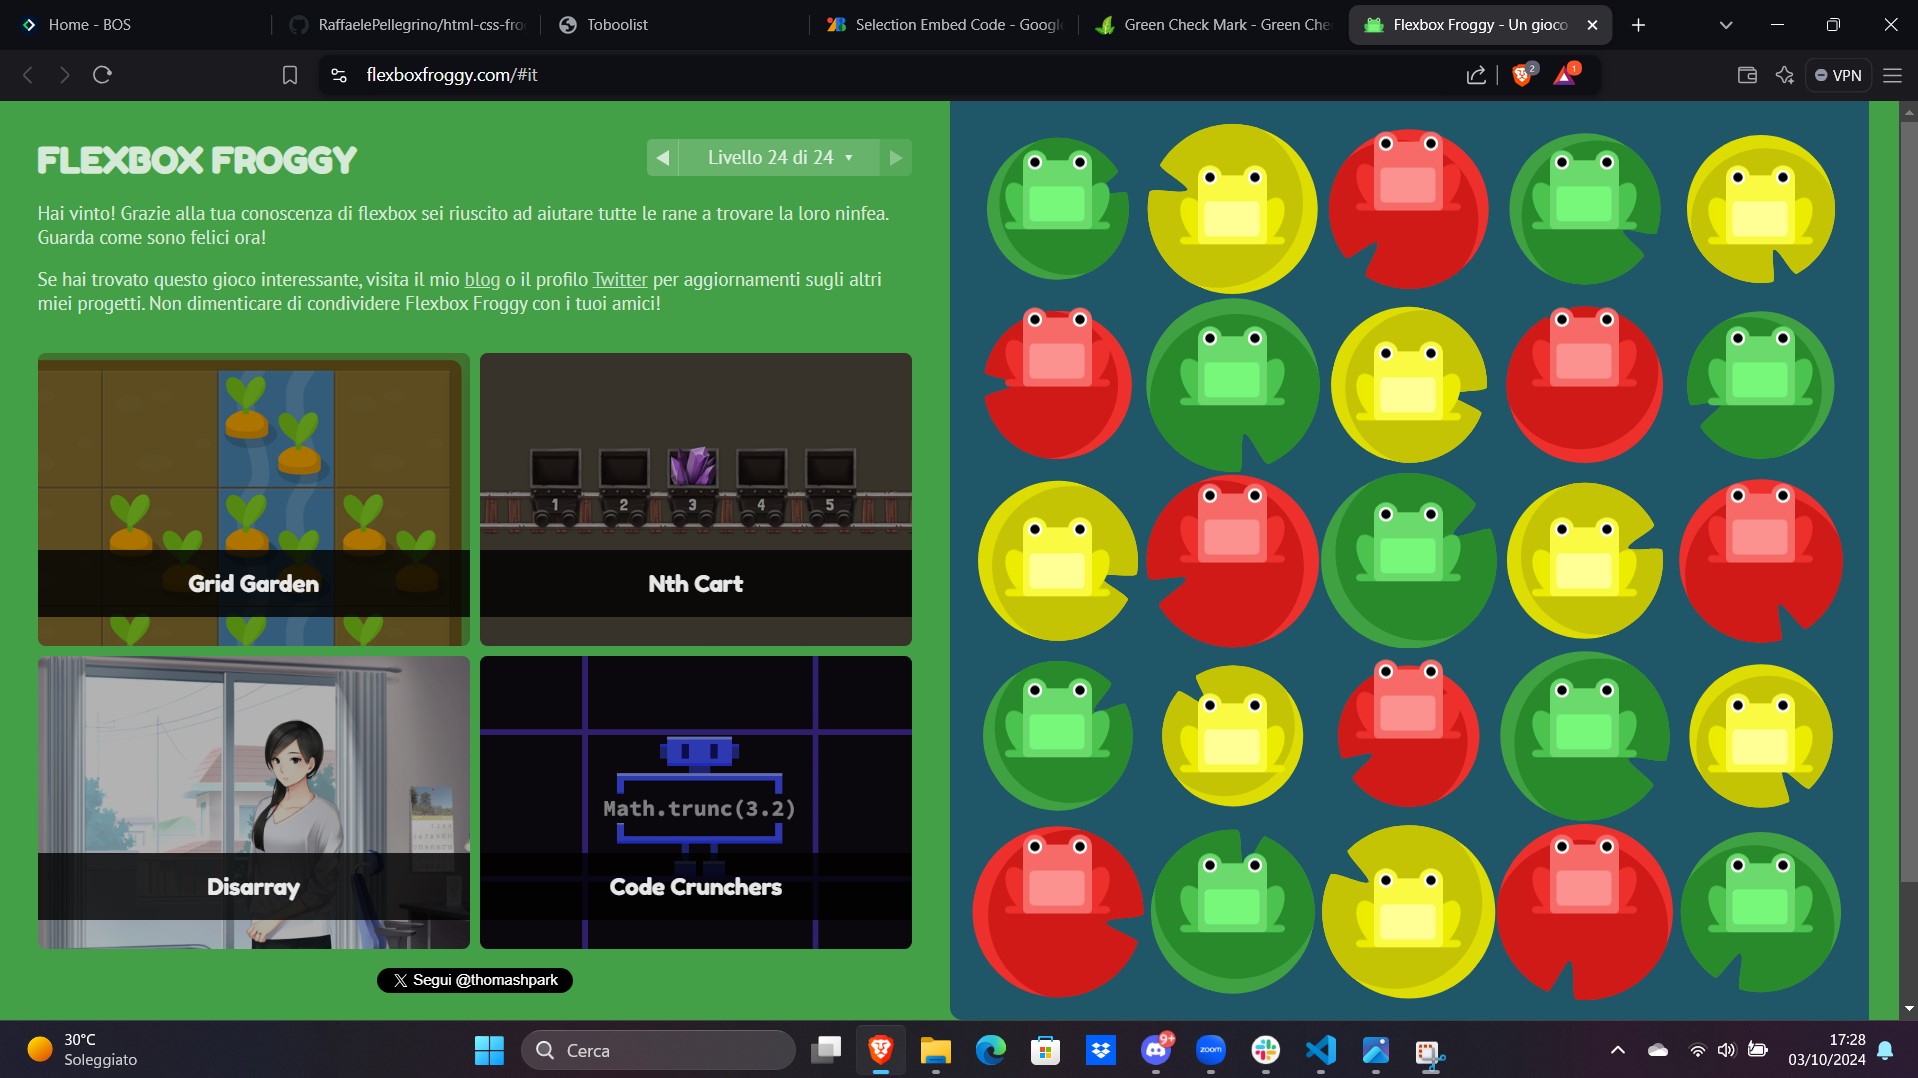 Home - BOS
RaffaelePellegrino/html-css-fro
Toboolist
Selection Embed Code - Googl
Green Check Mark - Green Che
Flexbox Froggy - Un gioco
flexboxfroggy.com/#it
2
1
VPN
FLEXBOX FROGGY
Livello 24 di 24
Hai vinto! Grazie alla tua conoscenza di flexbox sei riuscito ad aiutare tutte le rane a trovare la loro ninfea.
Guarda come sono felici ora!
Se hai trovato questo gioco interessante, visita il mio blog o il profilo Twitter per aggiornamenti sugli altri
miei progetti. Non dimenticare di condividere Flexbox Froggy con i tuoi amici!
1 2 3 4 5
Grid Garden
Nth Cart
Math.trunc(3.2)
Disarray
Code Crunchers
Segui @thomashpark
30°C
Soleggiato
Cerca
9+
zoom
17:28
03/10/2024